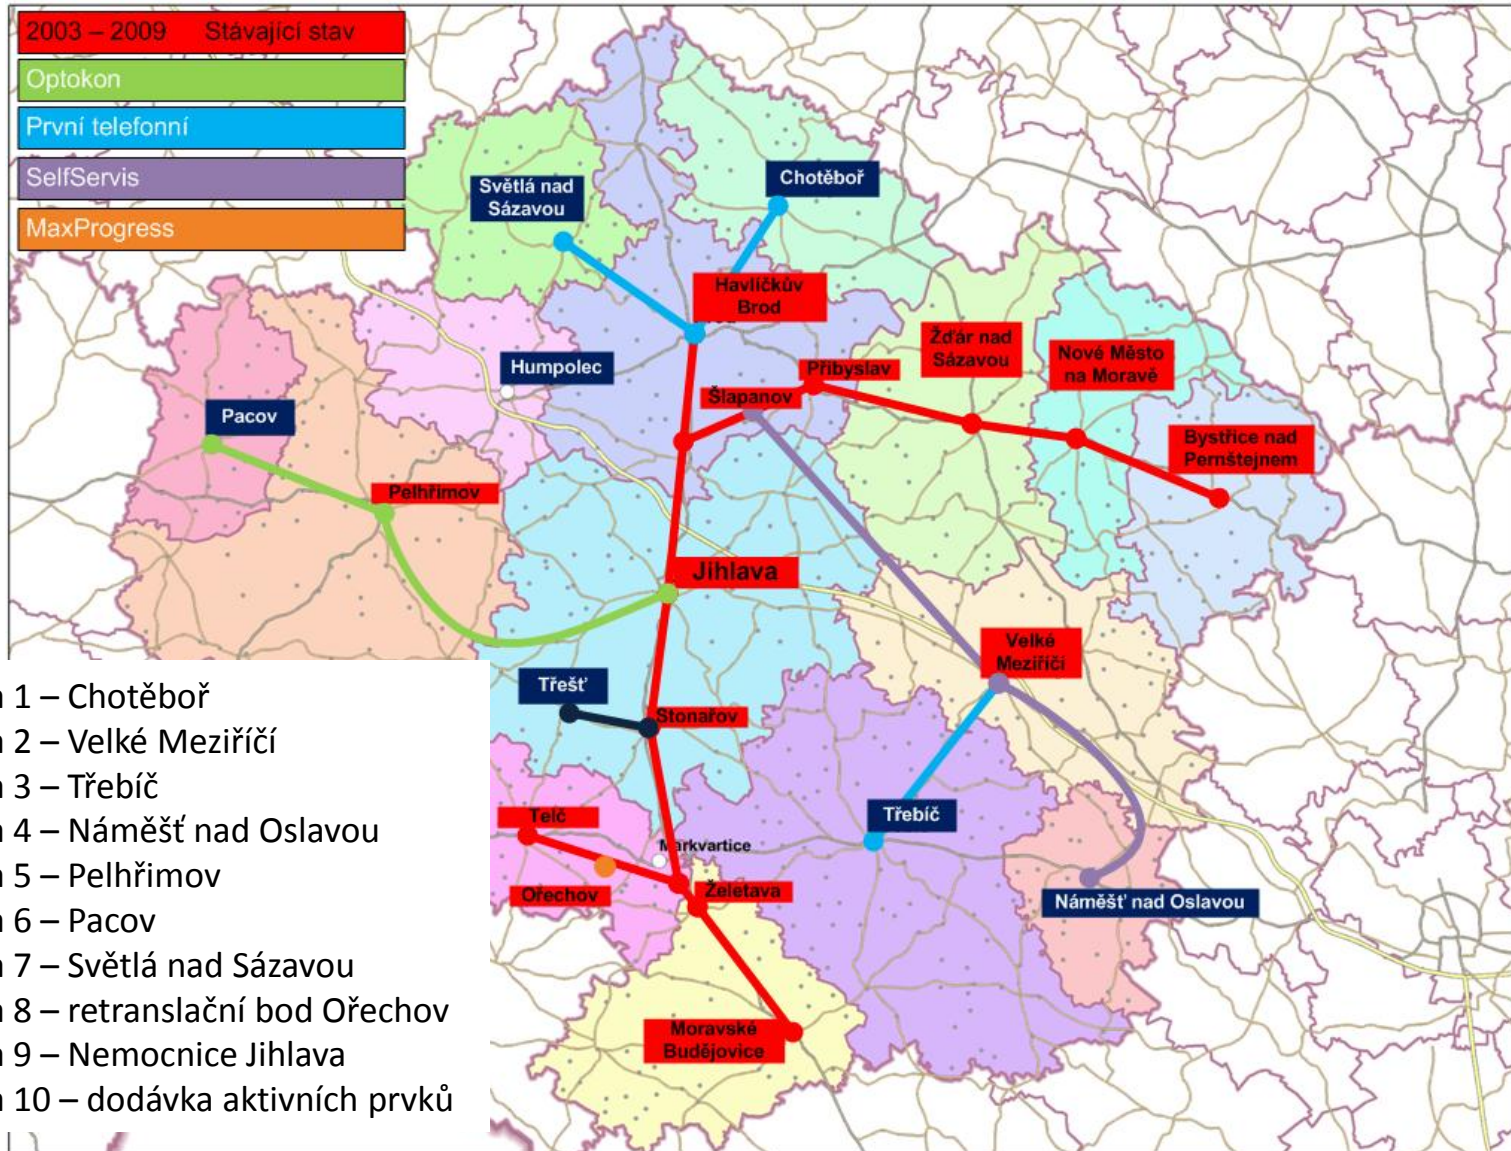 2003 – 2009 Stávající stav
Optokon
První telefonní
SelfServis
MaxProgress
Světlá nad
Sázavou
Chotěboř
Havlíčkův
Brod
Žďár nad
Sázavou
Nové Město
na Moravě
Humpolec
Přibyslav
Šlapanov
Pacov
Bystřice nad
Pernštejnem
Pelhřimov
Jihlava
Velké
Meziříčí
Třešť
Stonařov
Telč
Třebíč
Markvartice
Ořechov
Želetava
Náměšť nad Oslavou
Moravské
Budějovice
1 – Chotěboř
2 – Velké Meziříčí
3 – Třebíč
4 – Náměšť nad Oslavou
5 – Pelhřimov
6 – Pacov
7 – Světlá nad Sázavou
8 – retranslační bod Ořechov
9 – Nemocnice Jihlava
10 – dodávka aktivních prvků